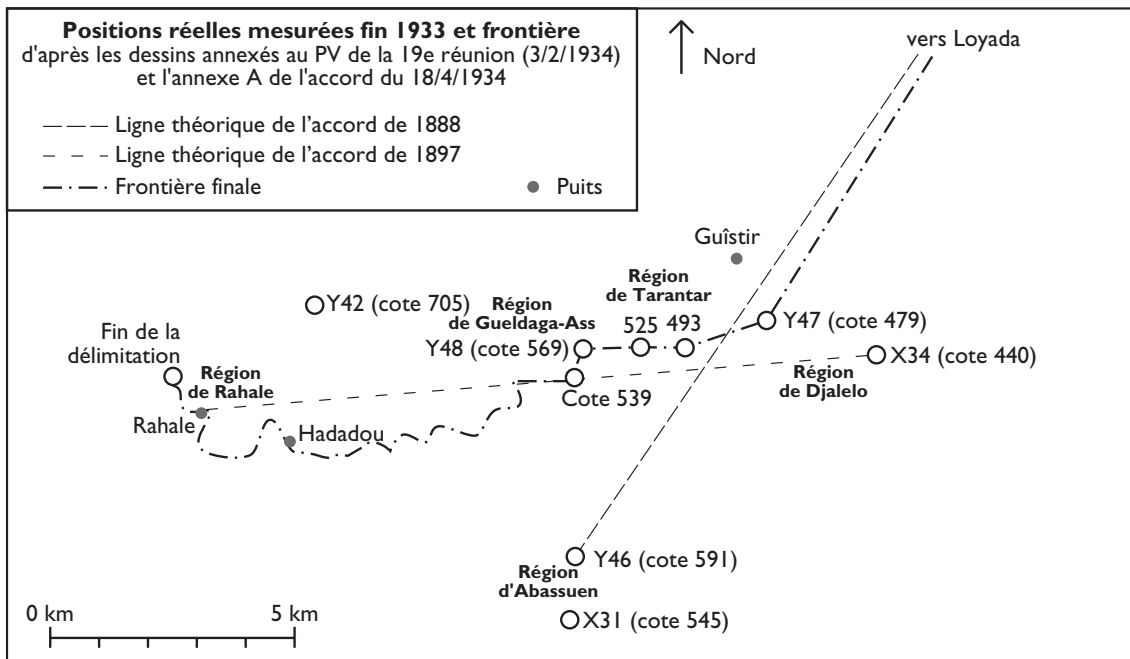 Positions réelles mesurées fin 1933 et frontière
d'après les dessins annexés au PV de la 19e réunion (3/2/1934)
et l'annexe A de l'accord du 18/4/1934
Ligne théorique de l'accord de 1888
Ligne théorique de l'accord de 1897
Frontière finale
Puits
Nord
vers Loyada
Guîstir
Région
de Tarantar
Y42 (cote 705)
Région
de Gueldaga-Ass
525
493
Y47 (cote 479)
Fin de la
délimitation
Y48 (cote 569)
X34 (cote 440)
Région
de Rahale
Région
de Djalelo
Cote 539
Rahale
Hadadou
Y46 (cote 591)
Région
d'Abassuen
X31 (cote 545)
0 km
5 km